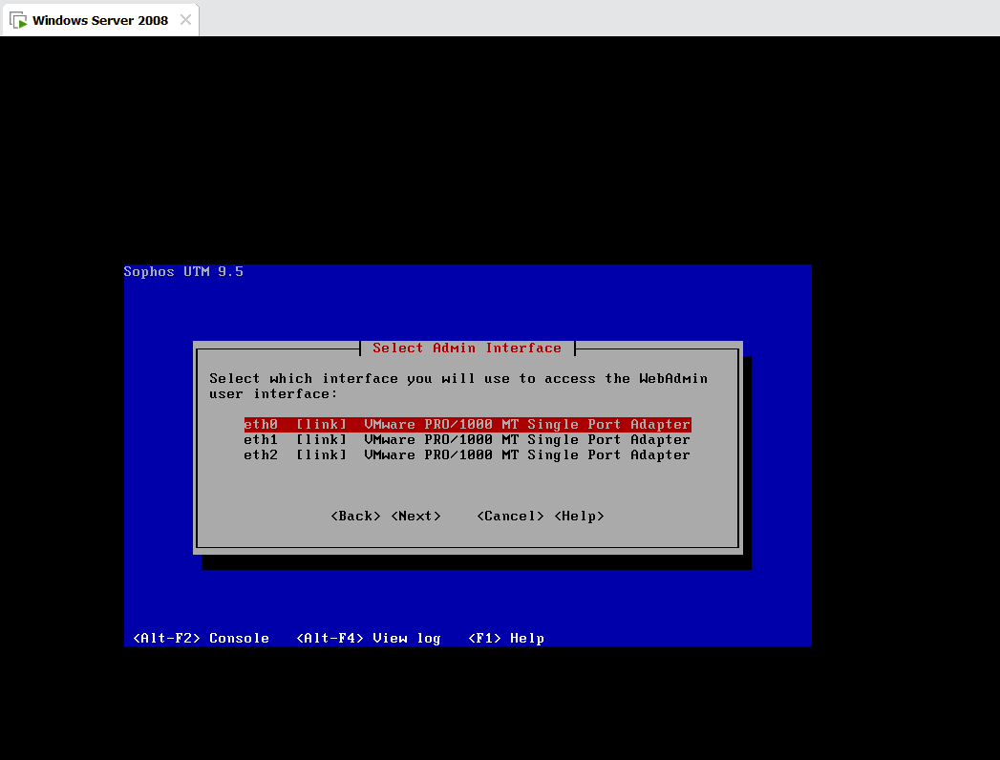 Windows Server 2008
Sophos UTM 9.5
Select Admin Interface
Select which interface you will use to access the WebAdmin
user interface:
eth0 [link] VMware PRO/1000 MT Single Port Adapter
eth1 [link] VMware PRO/1000 MT Single Port Adapter
eth2 [link] VMware PRO/1000 MT Single Port Adapter
<Back> <Next> <Cancel> <Help>
<Alt-F2> Console <Alt-F4> View log <F1> Help